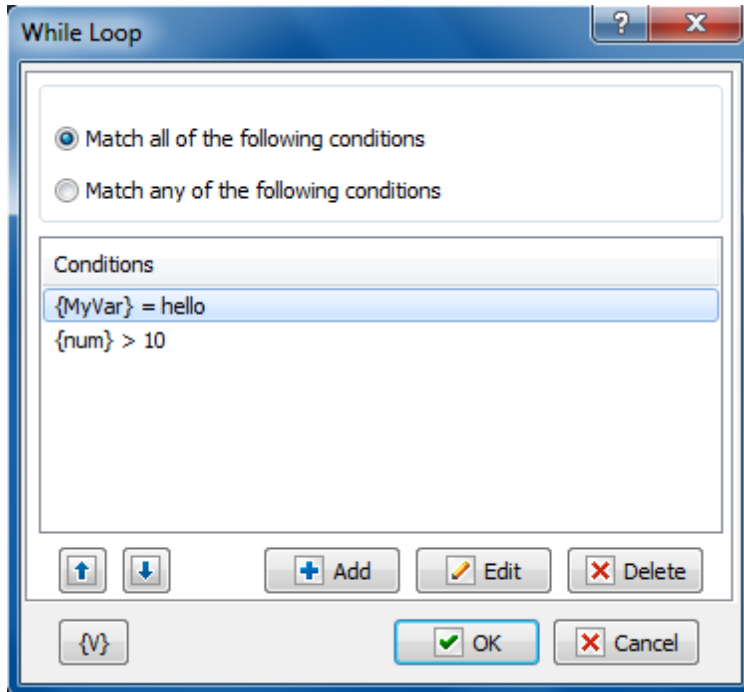 While Loop
?
Match all of the following conditions
Match any of the following conditions
Conditions
{MyVar} = hello
{num} > 10
Add Edit Delete
{V} OK Cancel